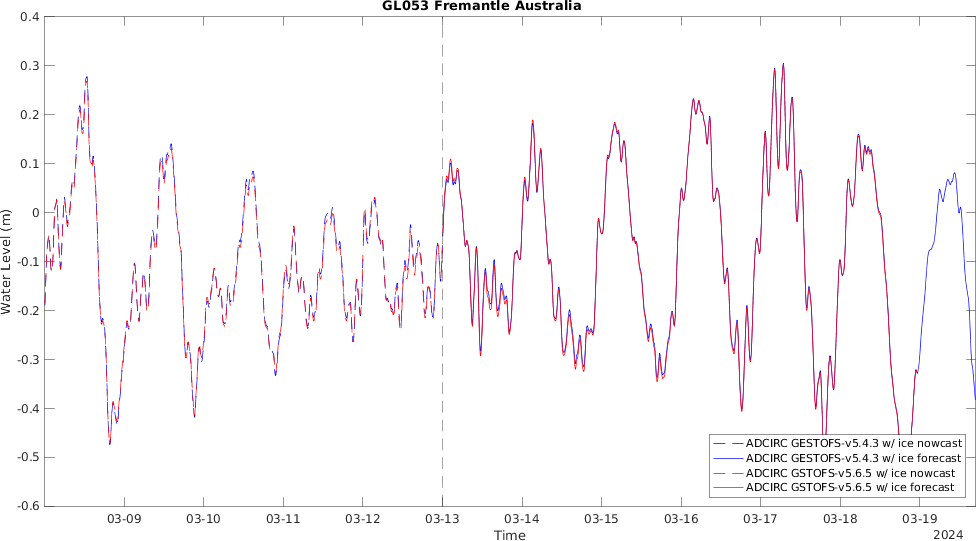 GL053 Fremantle Australia
0.4
0.3
0.2
0.1
0
-0.1
-0.2
-0.3
-0.4
-0.5
-0.6
Water Level (m)
ADCIRC GESTOFS-v5.4.3 w/ ice nowcast
ADCIRC GESTOFS-v5.4.3 w/ ice forecast
ADCIRC GSTOFS-v5.6.5 w/ ice nowcast
ADCIRC GSTOFS-v5.6.5 w/ ice forecast
03-09 03-10 03-11 03-12 03-13 03-14 03-15 03-16 03-17 03-18 03-19
Time 2024